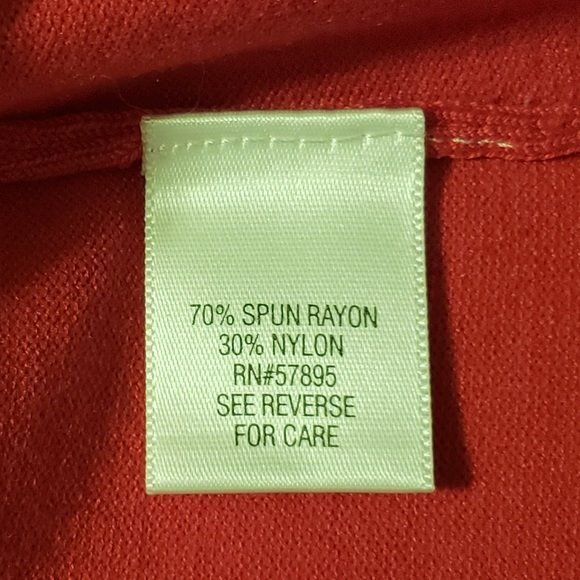 70% SPUN RAYON
30% NYLON
RN#57895
SEE REVERSE
FOR CARE